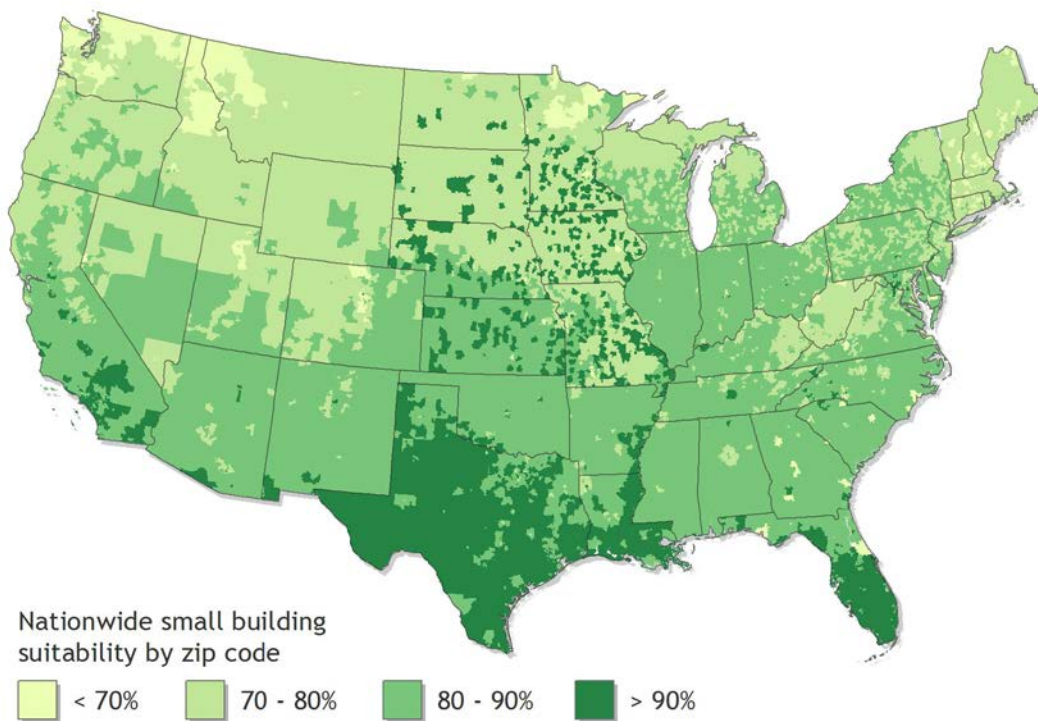 Nationwide small building
suitability by zip code
< 70%
70 - 80%
80 - 90%
> 90%